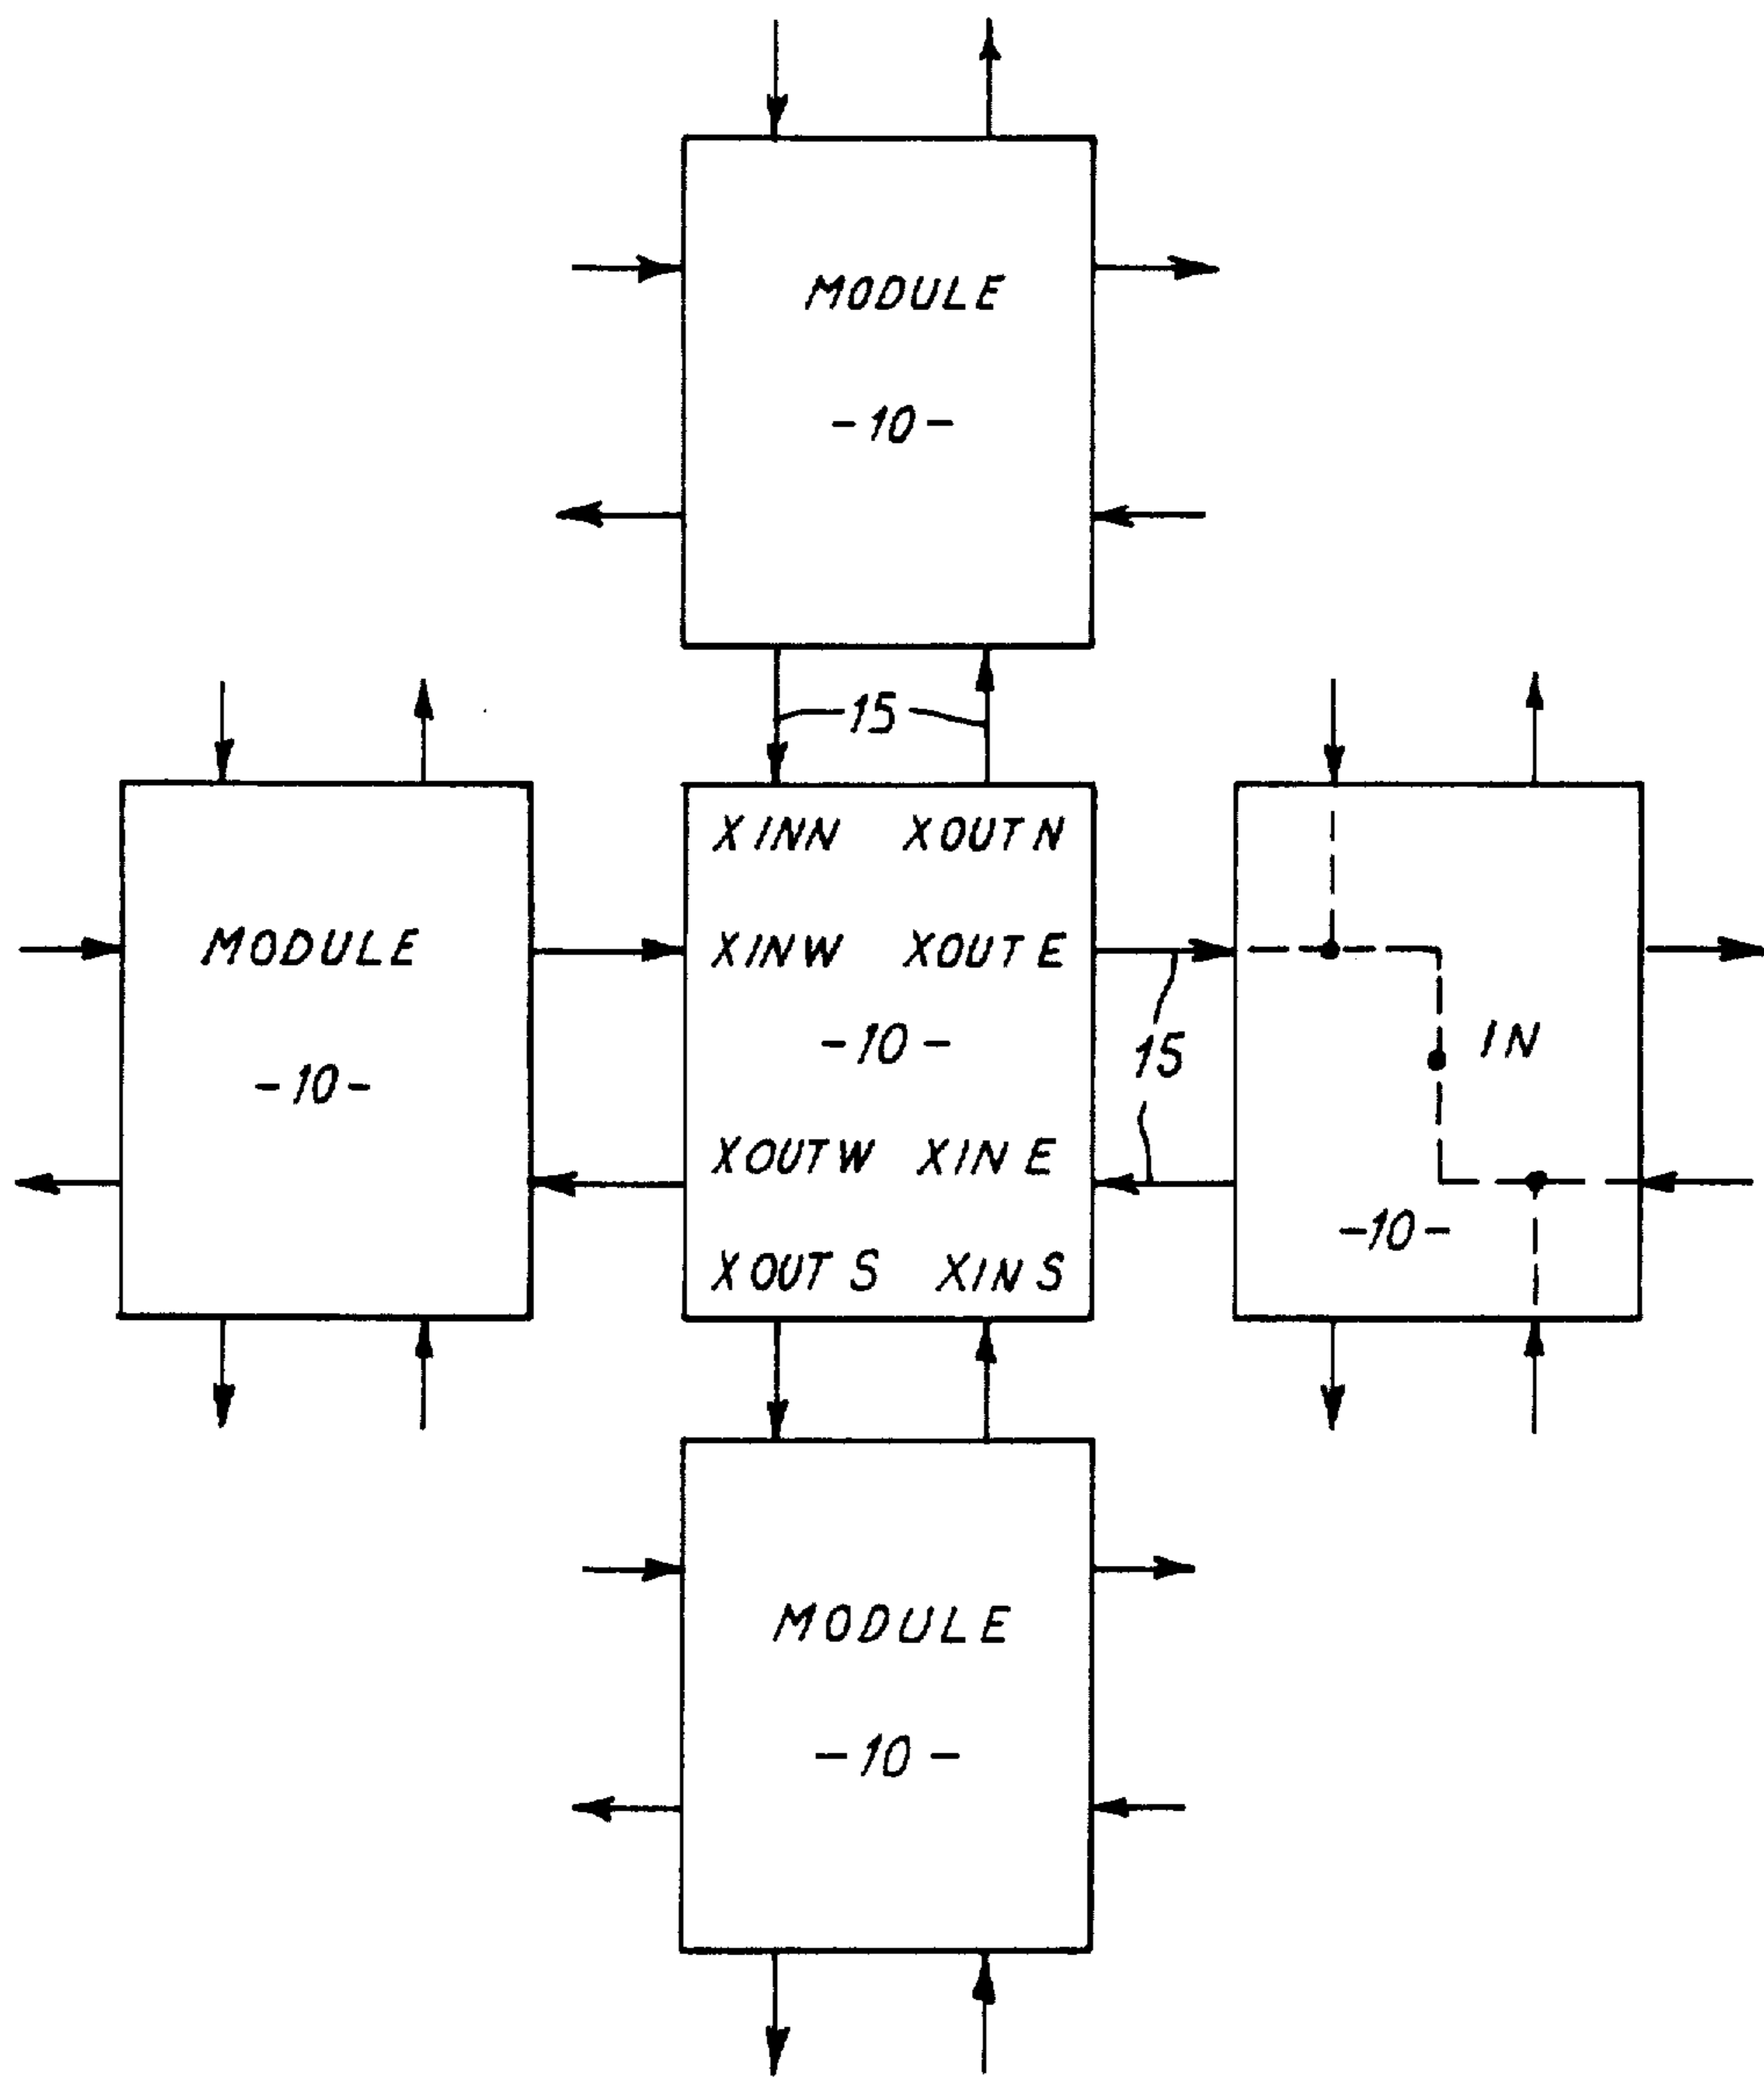 MODULE
-10-
15
XINN XOUTN
MODULE
XINW XOUTE
-10-
15
IN
-10-
XOUTW XINE
-10-
XOUTS XINS
MODULE
-10-